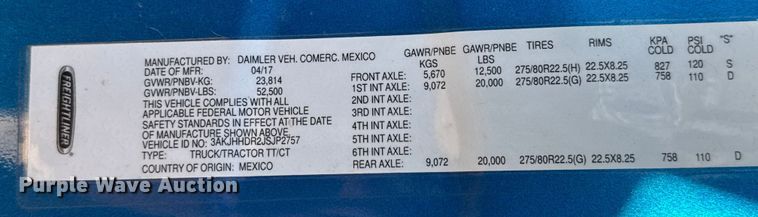 FREIGHTLINER
MANUFACTURED BY: DAIMLER VEH. COMERC. MEXICO
DATE OF MFR: 04/17
GVWR/PNBV-KG: 23,814
GVWR/PNBV-LBS: 52,500
THIS VEHICLE COMPLIES WITH ALL
APPLICABLE FEDERAL MOTOR VEHICLE
SAFETY STANDARDS IN EFFECT AT THE DATE
OF MANUFACTURE SHOWN ABOVE.
VEHICLE ID NO: 3AKJHHDR2JSJP2757
TYPE: TRUCK/TRACTOR TT/CT
COUNTRY OF ORIGIN: MEXICO
GAWR/PNBE GAWR/PNBE TIRES RIMS KPA PSI "S"
KGS LBS COLD COLD
FRONT AXLE: 5,670 12,500 275/80R22.5(H) 22.5X8.25 827 120 S
1ST INT AXLE: 9,072 20,000 275/80R22.5(G) 22.5X8.25 758 110 D
2ND INT AXLE:
3RD INT AXLE:
4TH INT AXLE:
5TH INT AXLE:
6TH INT AXLE:
REAR AXLE: 9,072 20,000 275/80R22.5(G) 22.5X8.25 758 110 D
Purple Wave Auction